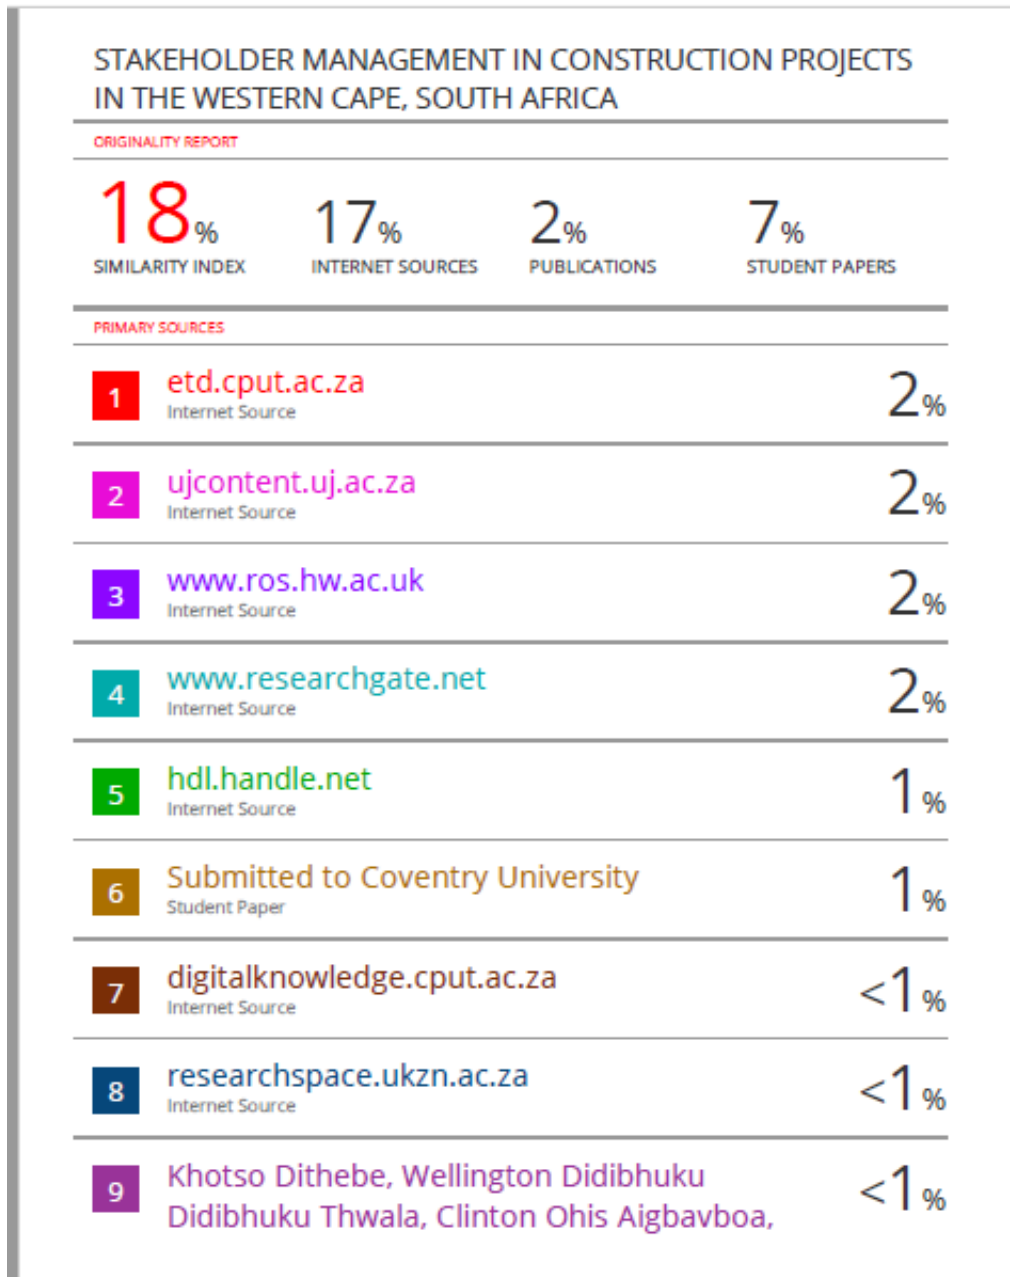 STAKEHOLDER MANAGEMENT IN CONSTRUCTION PROJECTS
IN THE WESTERN CAPE, SOUTH AFRICA
ORIGINALITY REPORT
18% 17% 2% 7%
SIMILARITY INDEX INTERNET SOURCES PUBLICATIONS STUDENT PAPERS
PRIMARY SOURCES
1 etd.cput.ac.za 2%
Internet Source
2 ujcontent.uj.ac.za 2%
Internet Source
3 www.ros.hw.ac.uk 2%
Internet Source
4 www.researchgate.net 2%
Internet Source
5 hdl.handle.net 1%
Internet Source
6 Submitted to Coventry University 1%
Student Paper
7 digitalknowledge.cput.ac.za <1%
Internet Source
8 researchspace.ukzn.ac.za <1%
Internet Source
9 Khotso Dithebe, Wellington Didibhuku <1%
Didibhuku Thwala, Clinton Ohis Aigbavboa,